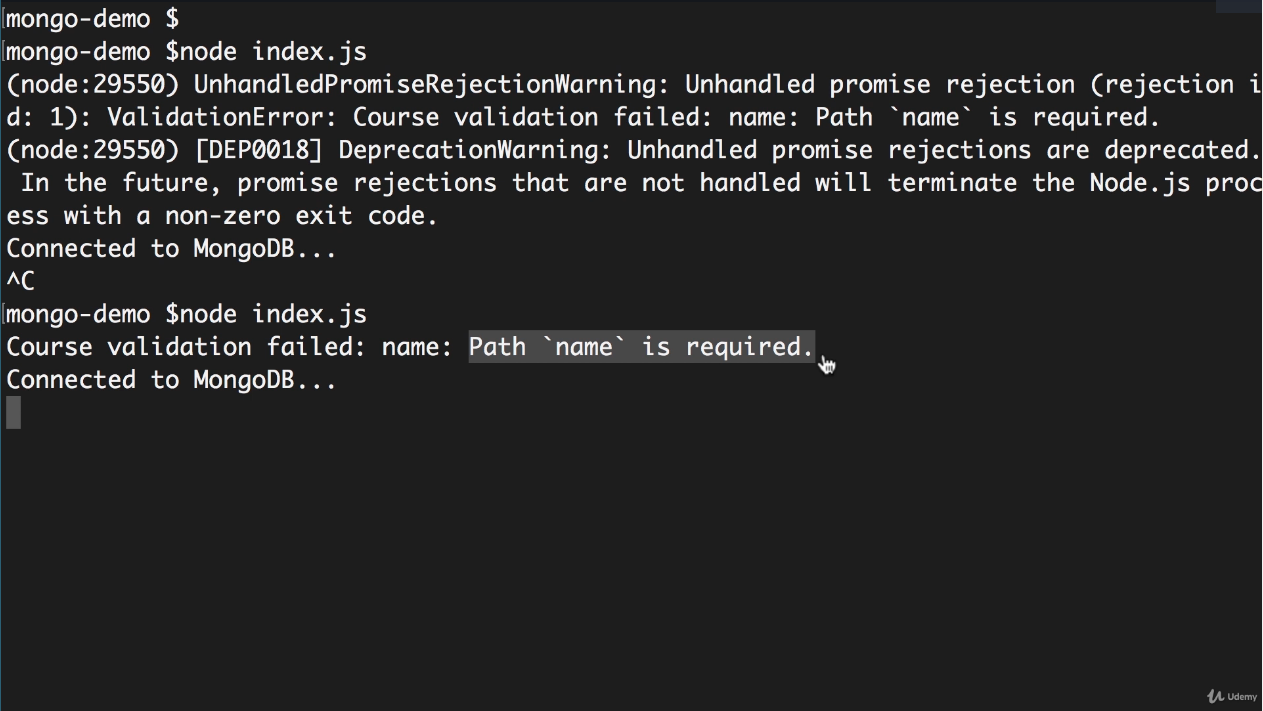 mongo-demo $
mongo-demo $node index.js
(node:29550) UnhandledPromiseRejectionWarning: Unhandled promise rejection (rejection i
d: 1): ValidationError: Course validation failed: name: Path `name` is required.
(node:29550) [DEP0018] DeprecationWarning: Unhandled promise rejections are deprecated.
 In the future, promise rejections that are not handled will terminate the Node.js proc
ess with a non-zero exit code.
Connected to MongoDB...
^C
mongo-demo $node index.js
Course validation failed: name: Path `name` is required.
Connected to MongoDB...
Udemy